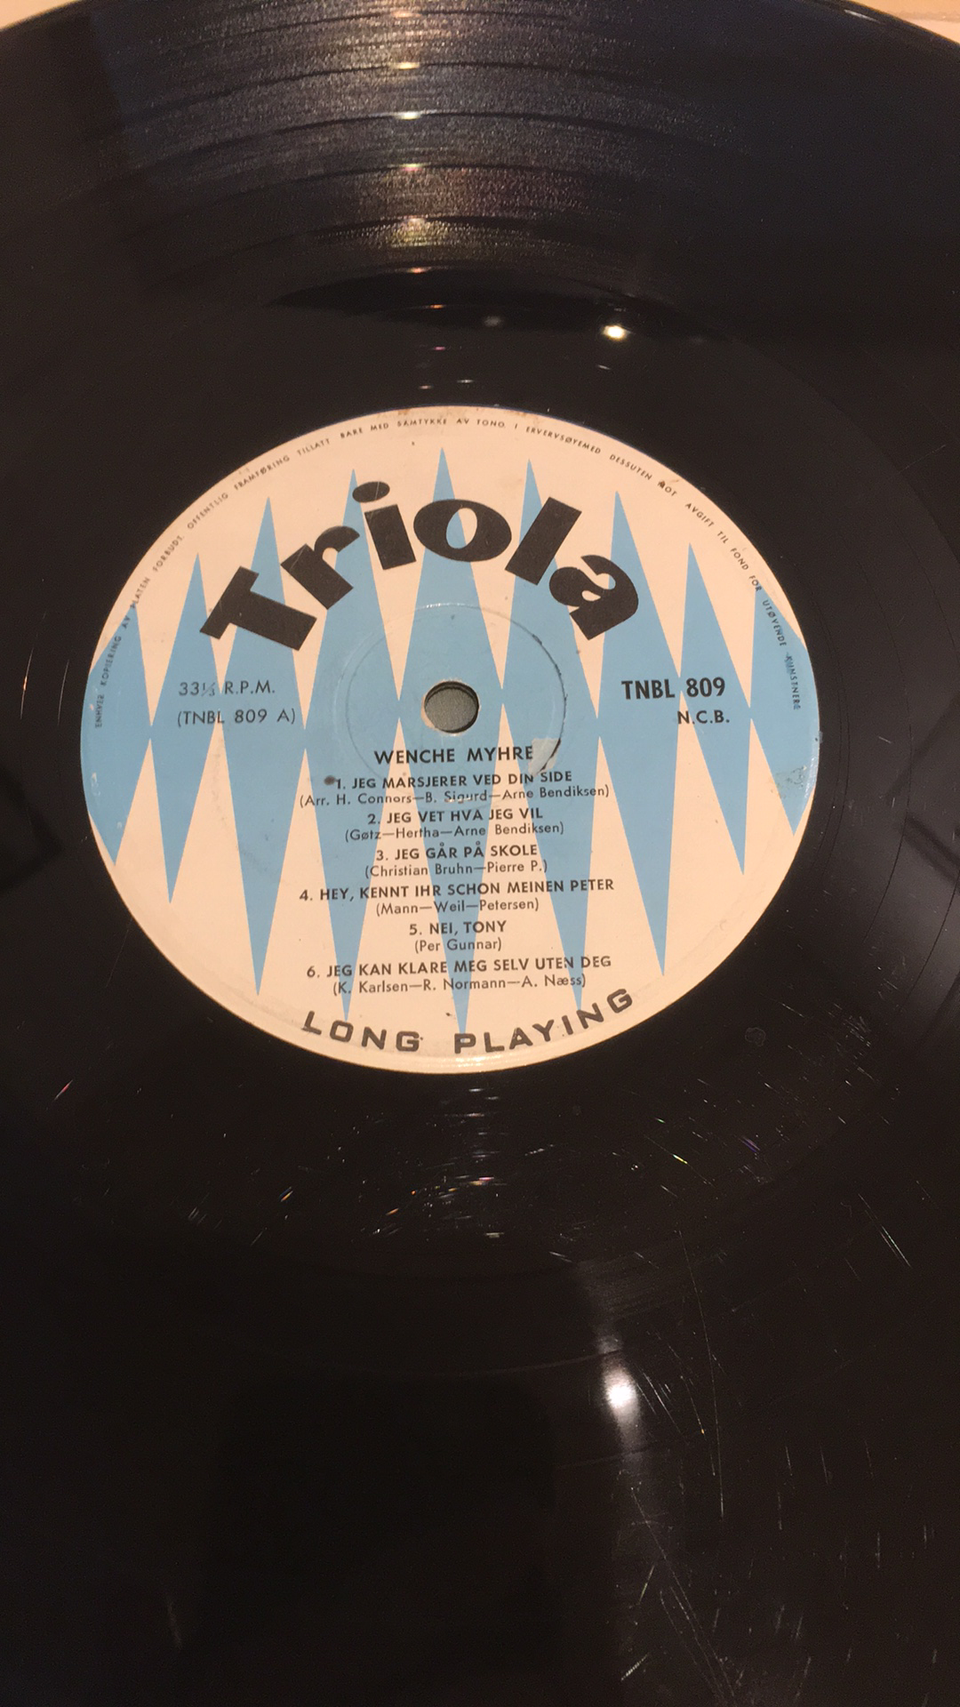 ENHVER KOPIERING AV PLATEN FORBUDT. OFFENTLIG FRAMFØRING TILLATT BARE MED SAMTYKKE AV TONO. I ERVERVSØYEMED DESSUTEN MOT AVGIFT TIL FOND FOR UTØVENDE KUNSTNERE
Triola
33⅓ R.P.M.
TNBL 809
(TNBL 809 A)
N.C.B.
WENCHE MYHRE
1. JEG MARSJERER VED DIN SIDE
(Arr. H. Connors—B. Sigurd—Arne Bendiksen)
2. JEG VET HVA JEG VIL
(Gøtz—Hertha—Arne Bendiksen)
3. JEG GÅR PÅ SKOLE
(Christian Bruhn—Pierre P.)
4. HEY, KENNT IHR SCHON MEINEN PETER
(Mann—Weil—Petersen)
5. NEI, TONY
(Per Gunnar)
6. JEG KAN KLARE MEG SELV UTEN DEG
(K. Karlsen—R. Normann—A. Næss)
LONG PLAYING